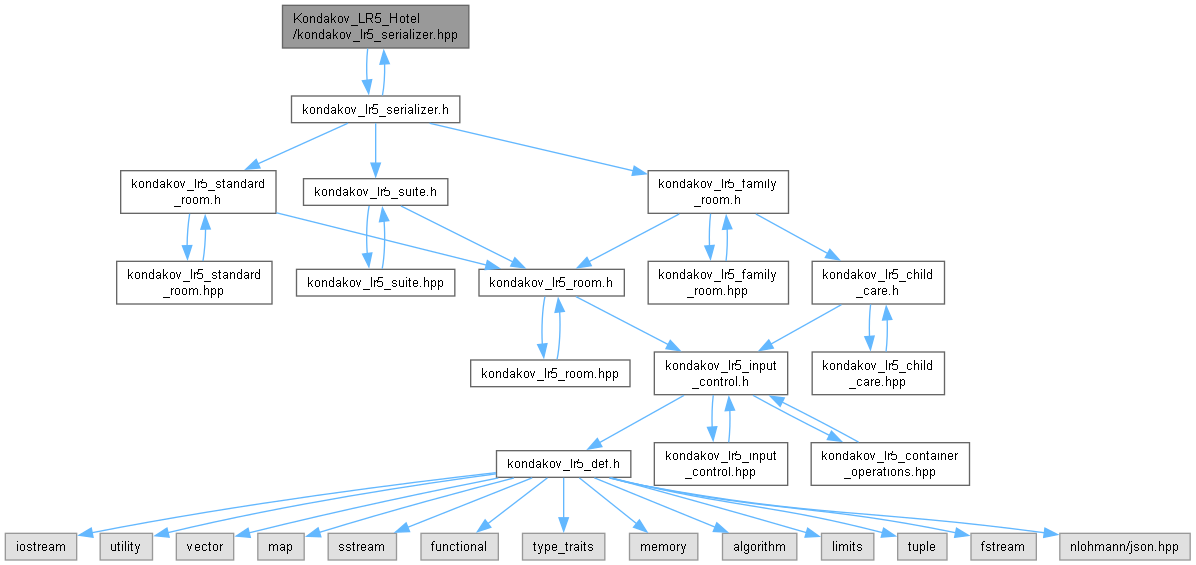 Kondakov_LR5_Hotel
/kondakov_lr5_serializer.hpp
kondakov_lr5_serializer.h
kondakov_lr5_standard
_room.h
kondakov_lr5_suite.h
kondakov_lr5_family
_room.h
kondakov_lr5_standard
_room.hpp
kondakov_lr5_suite.hpp
kondakov_lr5_room.h
kondakov_lr5_family
_room.hpp
kondakov_lr5_child
_care.h
kondakov_lr5_room.hpp
kondakov_lr5_input
_control.h
kondakov_lr5_child
_care.hpp
kondakov_lr5_def.h
kondakov_lr5_input
_control.hpp
kondakov_lr5_container
_operations.hpp
iostream
utility
vector
map
sstream
functional
type_traits
memory
algorithm
limits
tuple
fstream
nlohmann/json.hpp